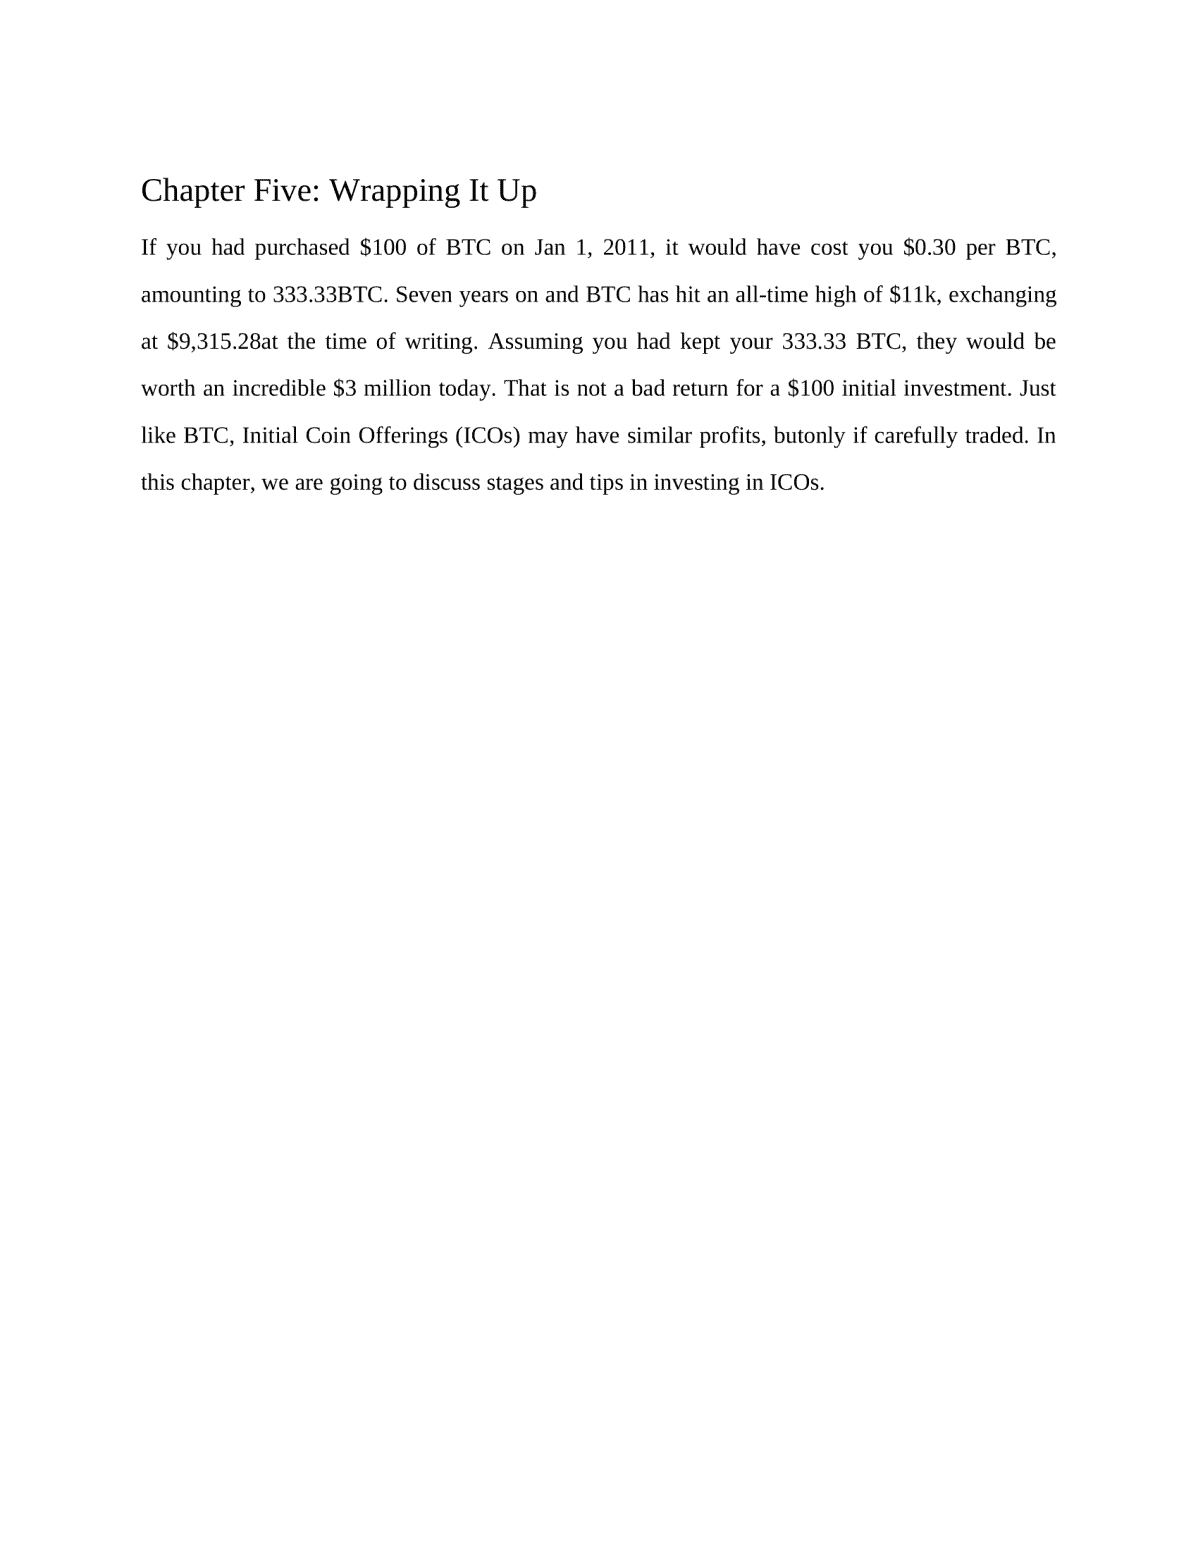 Chapter Five: Wrapping It Up
If you had purchased $100 of BTC on Jan 1, 2011, it would have cost you $0.30 per BTC,
amounting to 333.33BTC. Seven years on and BTC has hit an all-time high of $11k, exchanging
at $9,315.28at the time of writing. Assuming you had kept your 333.33 BTC, they would be
worth an incredible $3 million today. That is not a bad return for a $100 initial investment. Just
like BTC, Initial Coin Offerings (ICOs) may have similar profits, butonly if carefully traded. In
this chapter, we are going to discuss stages and tips in investing in ICOs.